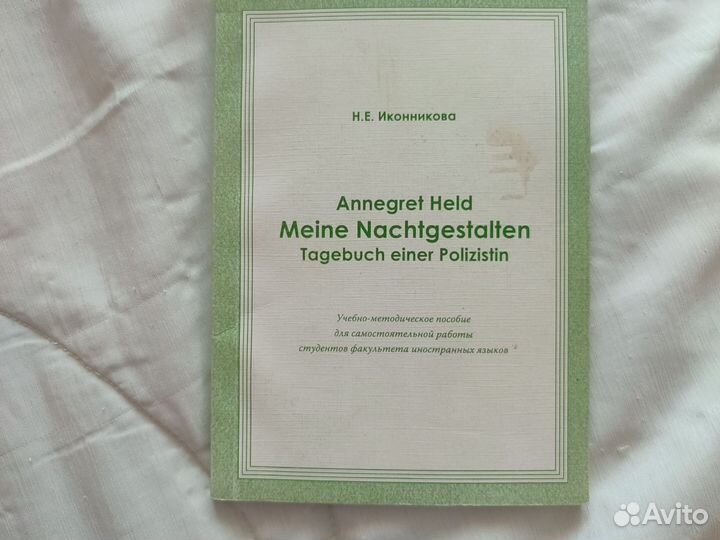 Н.Е. Иконникова
Annegret Held
Meine Nachtgestalten
Tagebuch einer Polizistin
Учебно-методическое пособие
для самостоятельной работы
студентов факультета иностранных языков
Avito